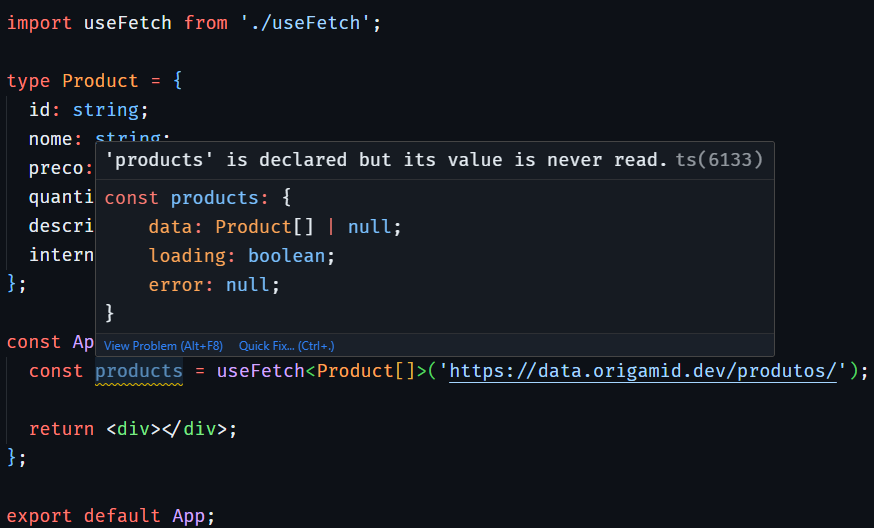 import useFetch from './useFetch';
type Product = {
id: string;
nome: string;
'products' is declared but its value is never read. ts(6133)
preco:
const products: {
quanti
data: Product[] | null;
descri
loading: boolean;
intern
error: null;
};
}
const Ap
View Problem (Alt+F8) Quick Fix... (Ctrl+.)
const products = useFetch<Product[]>('https://data.origamid.dev/produtos/');
return <div></div>;
};
export default App;